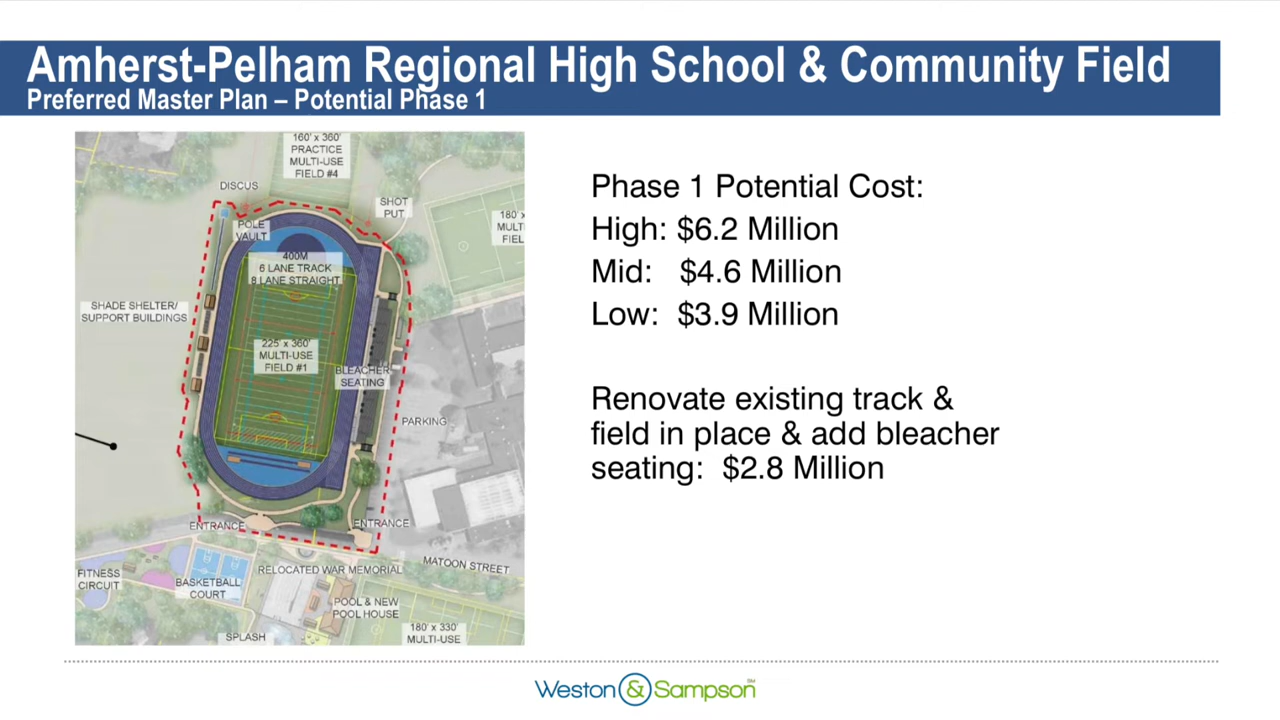 Amherst-Pelham Regional High School & Community Field
Preferred Master Plan – Potential Phase 1
160' x 360'
PRACTICE
MULTI-USE
FIELD #4
DISCUS
SHOT
PUT
POLE
VAULT
180' x
MULTI-
FIEL
400M
6 LANE TRACK
8 LANE STRAIGHT
SHADE SHELTER/
SUPPORT BUILDINGS
225' x 360'
MULTI-USE
FIELD #1
BLEACHER
SEATING
PARKING
ENTRANCE
ENTRANCE
MATOON STREET
RELOCATED WAR MEMORIAL
FITNESS
CIRCUIT
BASKETBALL
COURT
POOL & NEW
POOL HOUSE
SPLASH
180' x 330'
MULTI-USE
Phase 1 Potential Cost:
High: $6.2 Million
Mid: $4.6 Million
Low: $3.9 Million
Renovate existing track &
field in place & add bleacher
seating: $2.8 Million
Weston & Sampson SM